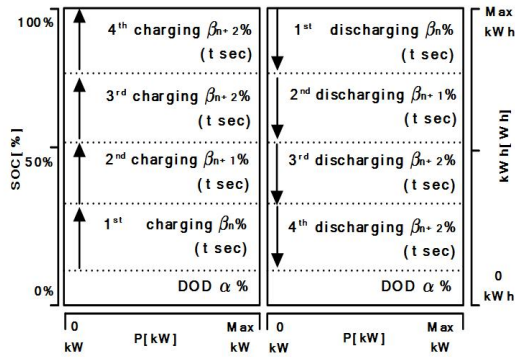 100%
50%
0%
SOC[%]
4th charging βn+2%
(t sec)
3rd charging βn+2%
(t sec)
2nd charging βn+1%
(t sec)
1st charging βn%
(t sec)
DOD α %
1st discharging βn%
(t sec)
2nd discharging βn+1%
(t sec)
3rd discharging βn+2%
(t sec)
4th discharging βn+2%
(t sec)
DOD α %
Max
kWh
kWh[Wh]
0
kWh
0
kW
P[kW]
Max
kW
0
kW
P[kW]
Max
kW